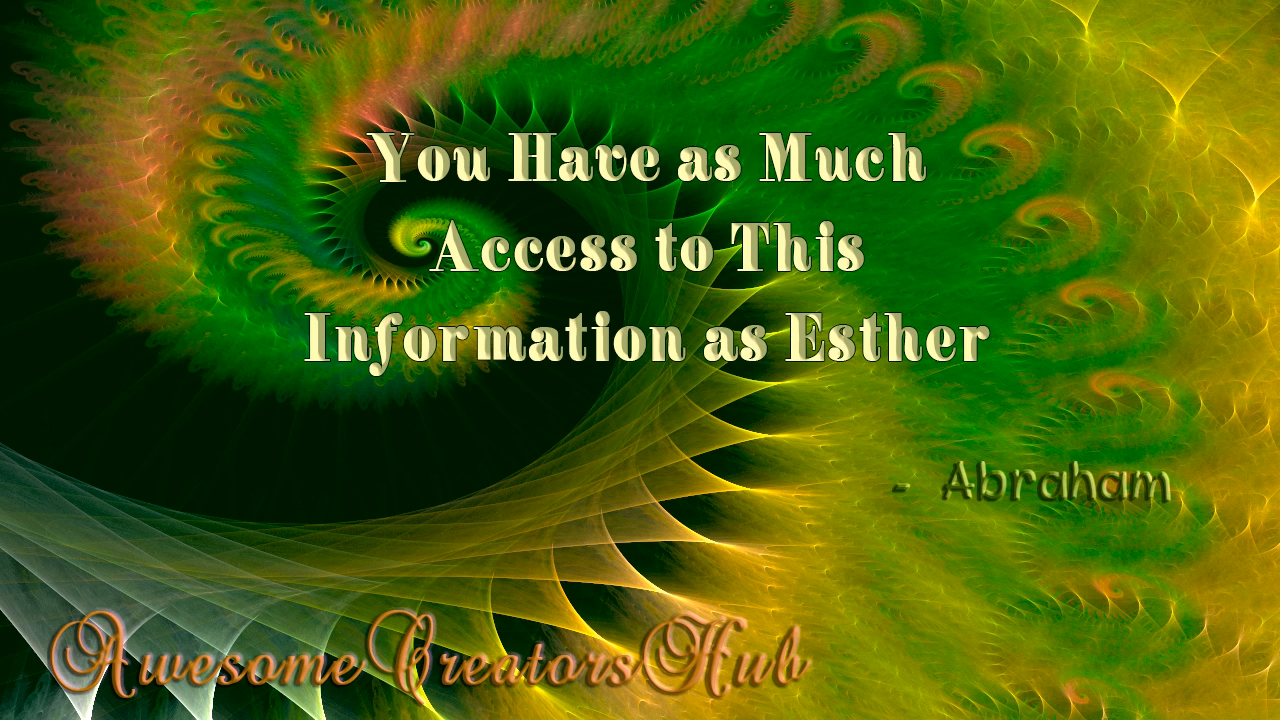 You Have as Much
Access to This
Information as Esther
- Abraham
AwesomeCreatorsHub